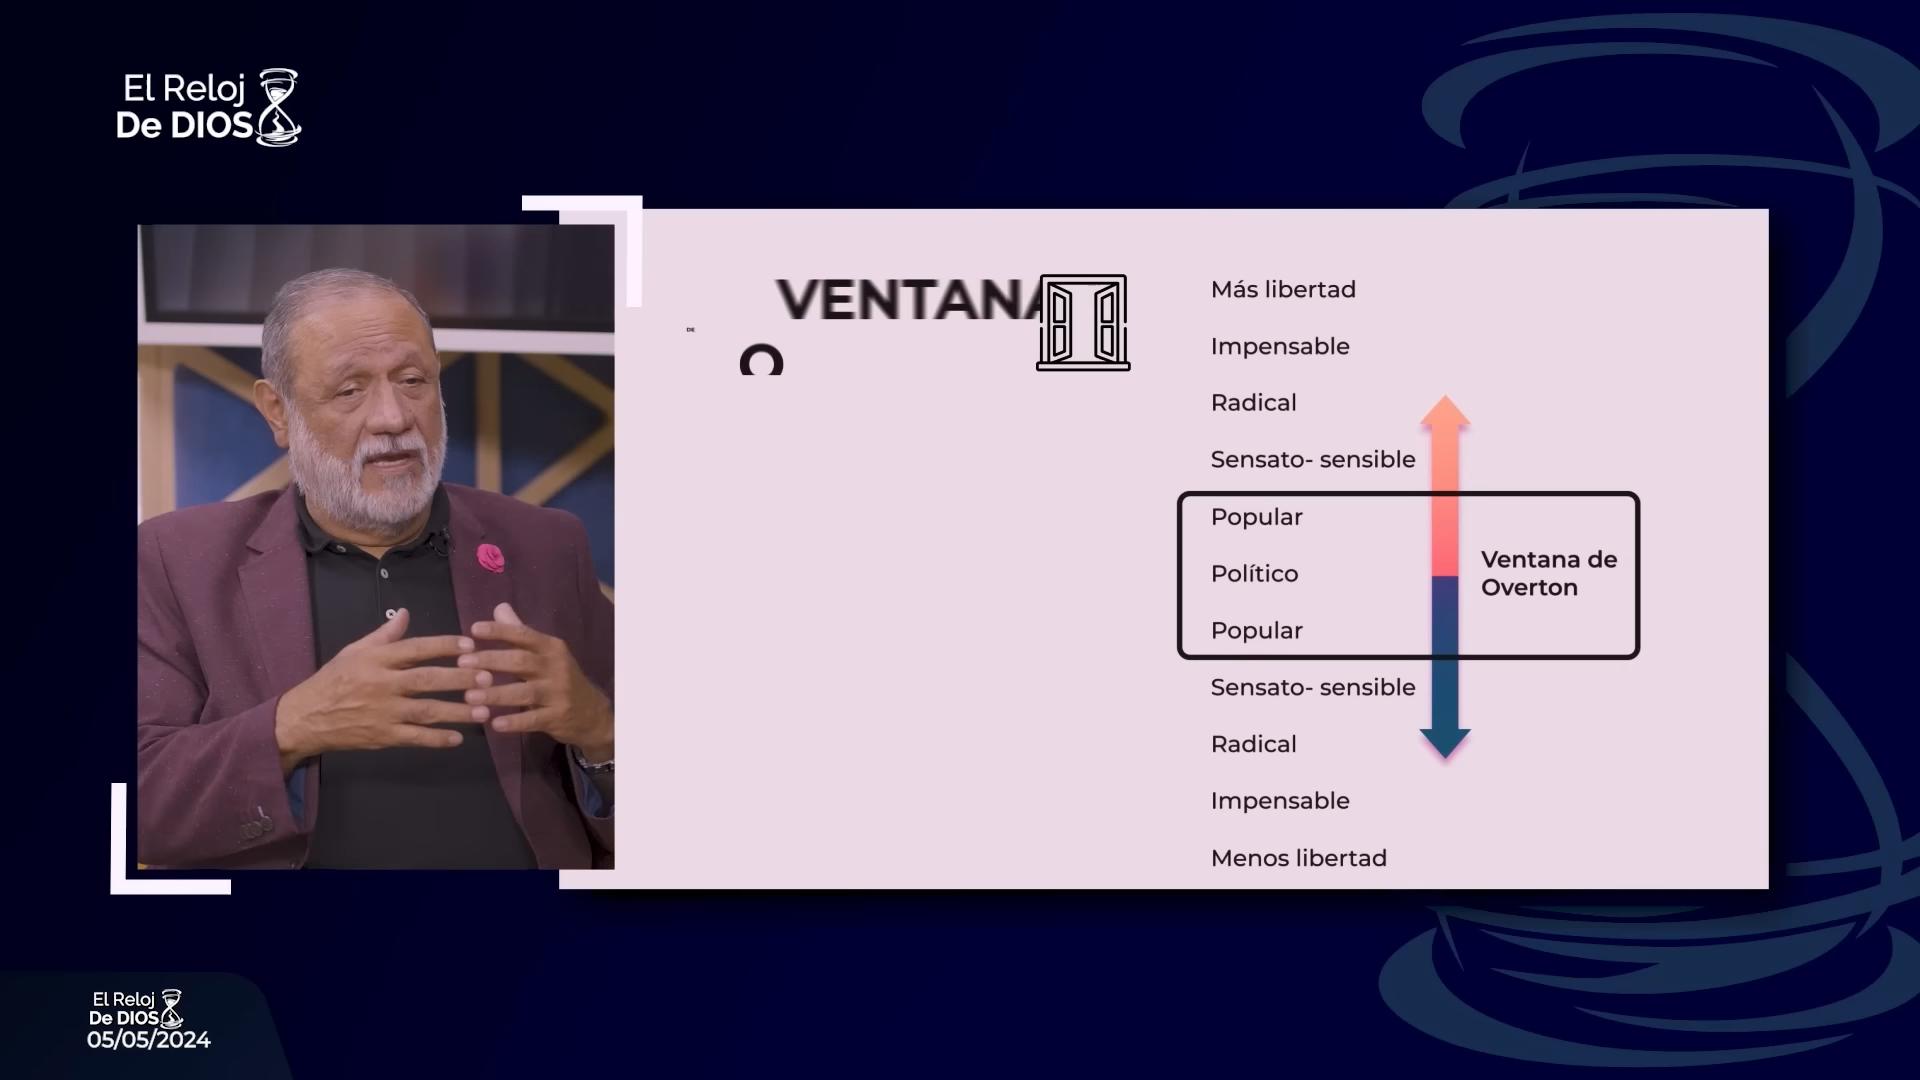 El Reloj
De DIOS
VENTANA
DE
O
Más libertad
Impensable
Radical
Sensato- sensible
Popular
Político
Popular
Sensato- sensible
Radical
Impensable
Menos libertad
Ventana de
Overton
El Reloj
De DIOS
05/05/2024